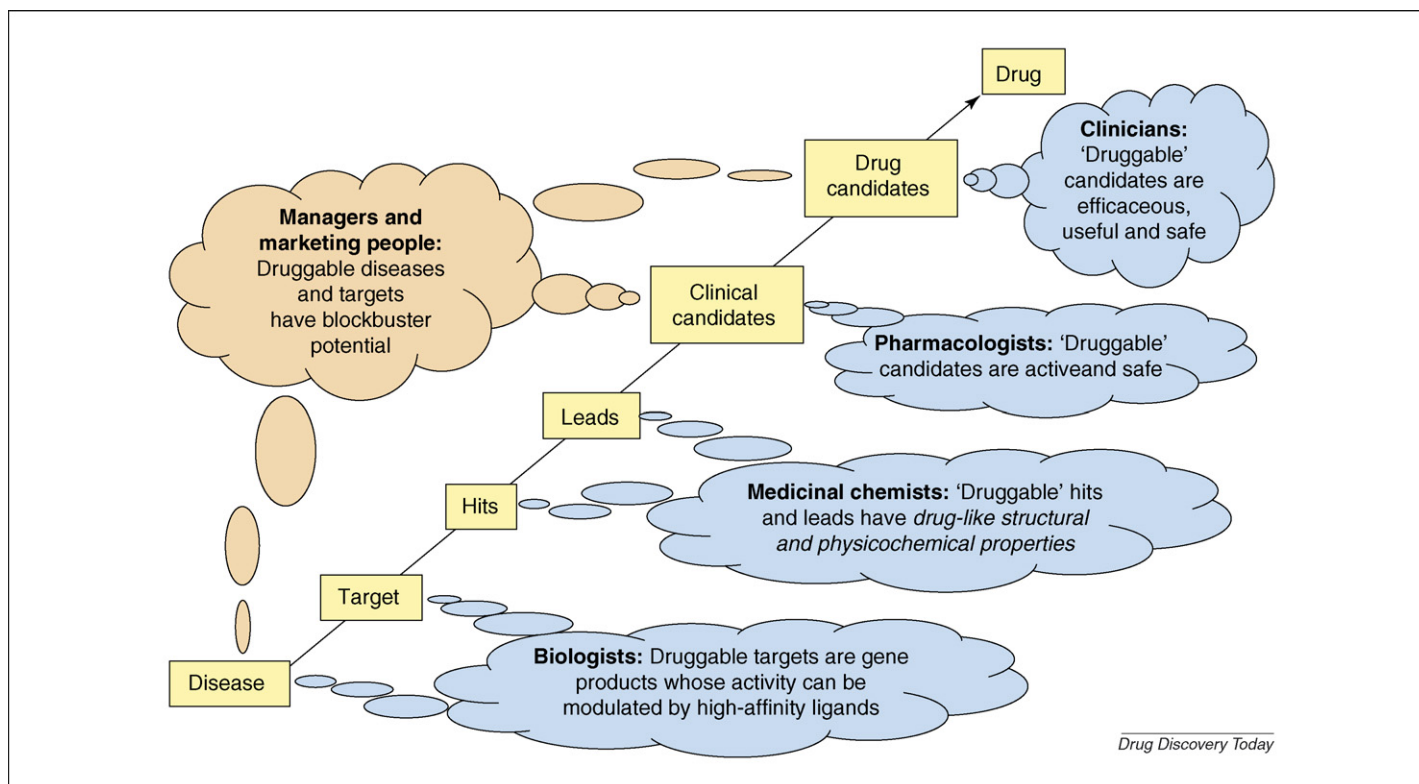 Drug
Clinicians:
‘Druggable’
candidates are
efficaceous,
useful and safe
Drug
candidates
Managers and
marketing people:
Druggable diseases
and targets
have blockbuster
potential
Clinical
candidates
Pharmacologists: ‘Druggable’
candidates are activeand safe
Leads
Medicinal chemists: ‘Druggable’ hits
and leads have drug-like structural
and physicochemical properties
Hits
Target
Biologists: Druggable targets are gene
products whose activity can be
modulated by high-affinity ligands
Disease
Drug Discovery Today